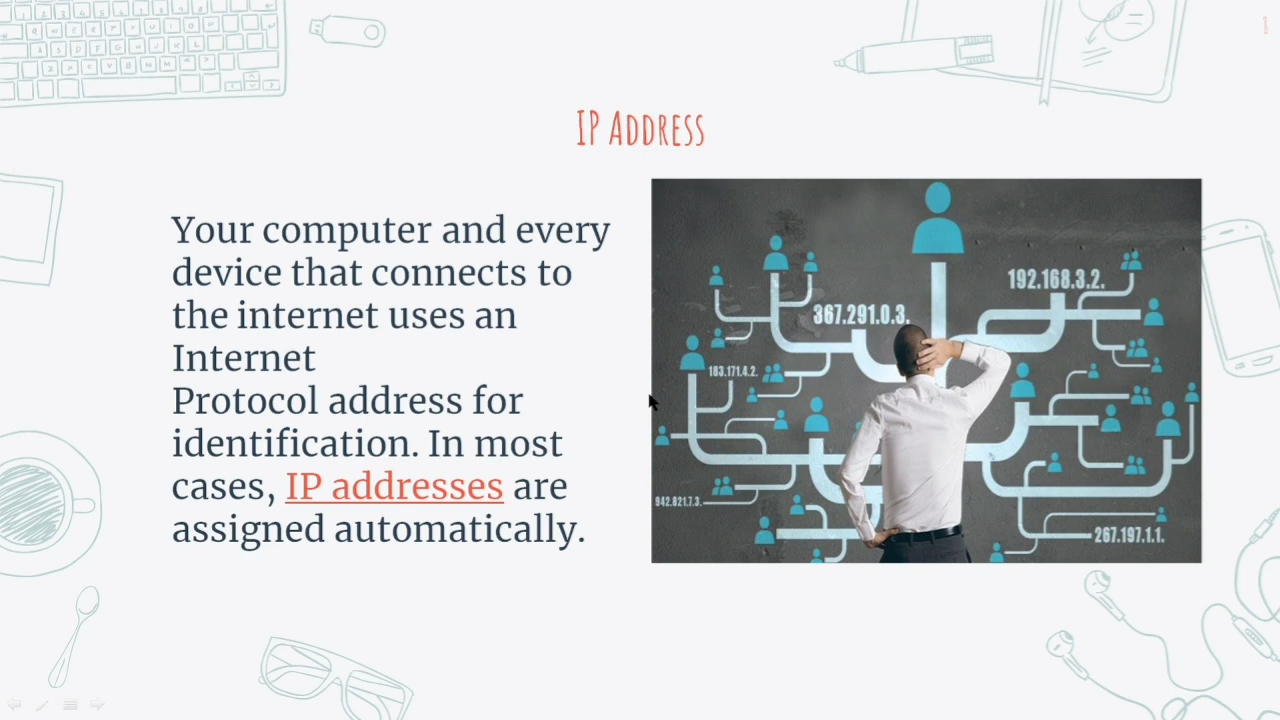 IP Address
Your computer and every
device that connects to
the internet uses an
Internet
Protocol address for
identification. In most
cases, IP addresses are
assigned automatically.
192.168.3.2.
367.291.0.3.
183.171.4.2.
942.821.7.3.
267.197.1.1.